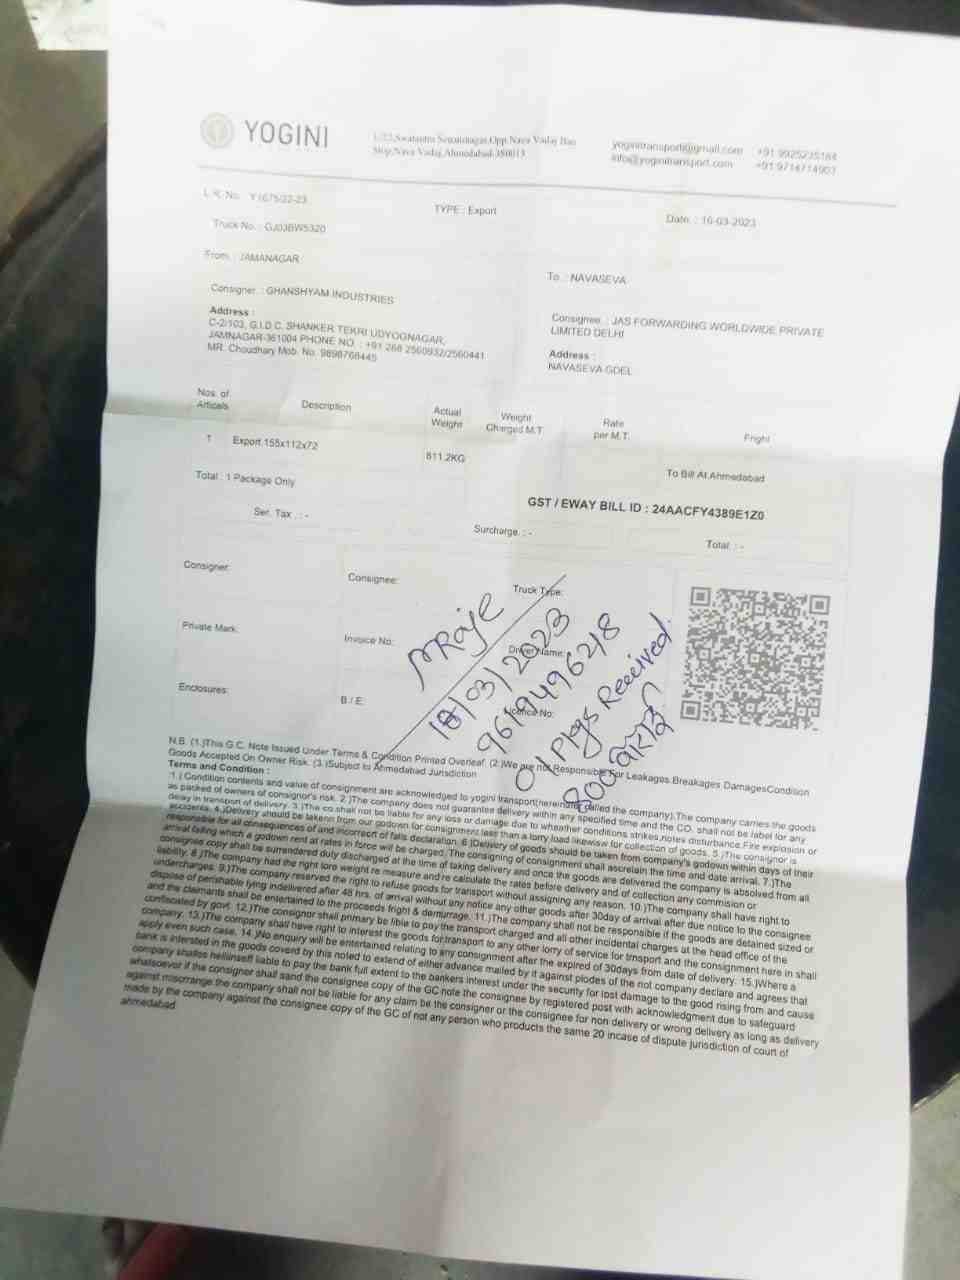 YOGINI
1/22,Swatantra Senaninagar,Opp.Nava Vadaj Bus
Stop,Nava Vadaj,Ahmedabad-380013
yoginitransport@gmail.com +91 9925235184
info@yoginitransport.com +91 9714714903
L.R. No. Y1675/22-23
TYPE : Export
Date. : 16-03-2023
Truck No. : GJ03BW5320
From. : JAMANAGAR
To. : NAVASEVA
Consigner. : GHANSHYAM INDUSTRIES
Consignee. : JAS FORWARDING WORLDWIDE PRIVATE
LIMITED DELHI
Address :
C-2/103, G.I.D.C. SHANKER TEKRI UDYOGNAGAR,
JAMNAGAR-361004 PHONE NO. : +91 288 2560932/2560441
MR. Choudhary Mob. No. 9898768445
Address :
NAVASEVA GDEL
Nos. of
Articals
Description
Actual
Weight
Weight
Charged M.T.
Rate
per M.T.
Fright
1 Export 155x112x72
811.2KG
To Bill At.Ahmedabad
Total : 1 Package Only
GST / EWAY BILL ID : 24AACFY4389E1Z0
Ser. Tax . : -
Surcharge. : -
Total. : -
Consigner:
Consignee:
Truck Type:
Private Mark:
Invoice No:
Driver Name:
Enclosures:
B / E:
Licence No:
18/03/2023
9619496248
01 Pkgs Received
N.B. (1.)This G.C. Note Issued Under Terms & Condition Printed Overleaf. (2.)We are not Responsible For Leakages,Breakages DamagesCondition
Goods Accepted On Owner Risk. (3.)Subject to Ahmedabad Jurisdiction
Terms and Condition :
1.) Condition contents and value of consignment are acknowledged to yogini transport(hereinafter called the company).The company carries the goods
as packed of owners of consignor's risk. 2.)The company does not guarantee delivery within any specified time and the CO. shall not be label for any
delay in transport of delivery. 3.)The co.shall not be liable for any loss or damage due to wheather conditions strikes,notes disturbance,Fire explosion or
accidents. 4.)Delivery should be takenn from our godown for consignment less than a lorry load likewise for collection of goods. 5.)The consignor is
responsible for all consequences of and incorrecrt of falls declaration. 6.)Delivery of goods should be taken from company's godown within days of their
arrival falling which a godown rent at rates in force will be charged. The consigning of consignment shall ascretain the time and date arrival. 7.)The
consignee copy shall be surrendered duty discharged at the time of taking delivery and once the goods are delivered the company is absolved from all
liability. 8.)The company had the right tore weight re measure and re calculate the rates before delivery and of collection any commision or
undercharges. 9.)The company reserved the right to refuse goods for transport without assigning any reason. 10.)The company shall have right to
dispose of perishable lying indelivered after 48 hrs. of arrival without any notice any other goods after 30day of arrival after due notice to the consignee
and the claimants shall be entertained to the proceeds fright & demurrage. 11.)The company shall not be responsible if the goods are detained sized or
confiscated by govt. 12.)The consignor shall primary be lible to pay the transport charged and all other incidental charges at the head office of the
company. 13.)The company shall have right to interest the goods for transport to any other lorry of service for trnsport and the consignment here in shall
apply even such case. 14.)No enquiry will be entertained relating to any consignment after the expired of 30days from date of delivery. 15.)Where a
bank is intersted in the goods coverd by this noted to extend of either advance mailed by it against plodes of the not company declare and agrees that
company shalles helliinself liable to pay the bank full extent to the bankers interest under the security for lost damage to the good rising from and cause
whatsoever if the consigner shall sand the consignee copy of the GC note the consignee by registered post with acknowledgment due to safeguard
against misorrange the company shall not be liable for any claim be the consigner or the consignee for non delivery or wrong delivery as long as delivery
made by the company against the consignee copy of the GC of not any person who products the same 20 incase of dispute jurisdiction of court of
ahmedabad